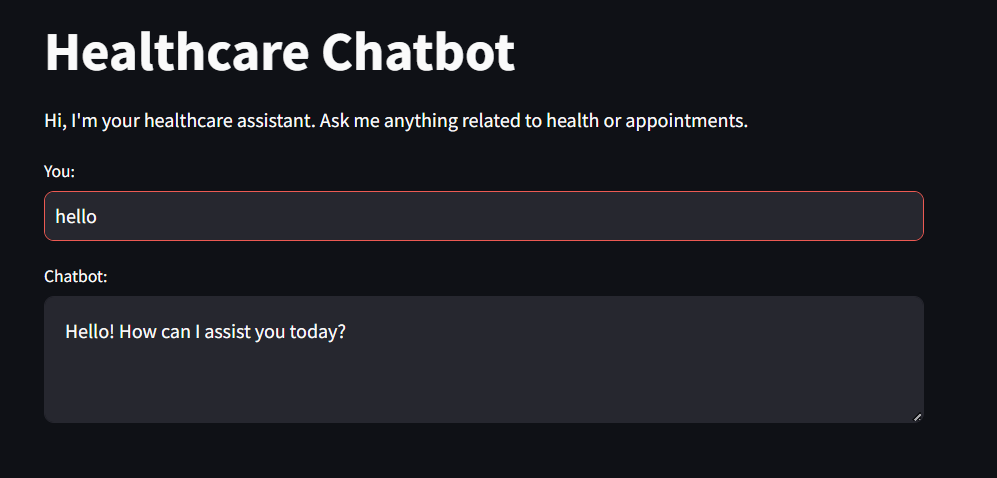 Healthcare Chatbot
Hi, I'm your healthcare assistant. Ask me anything related to health or appointments.
You:
hello
Chatbot:
Hello! How can I assist you today?